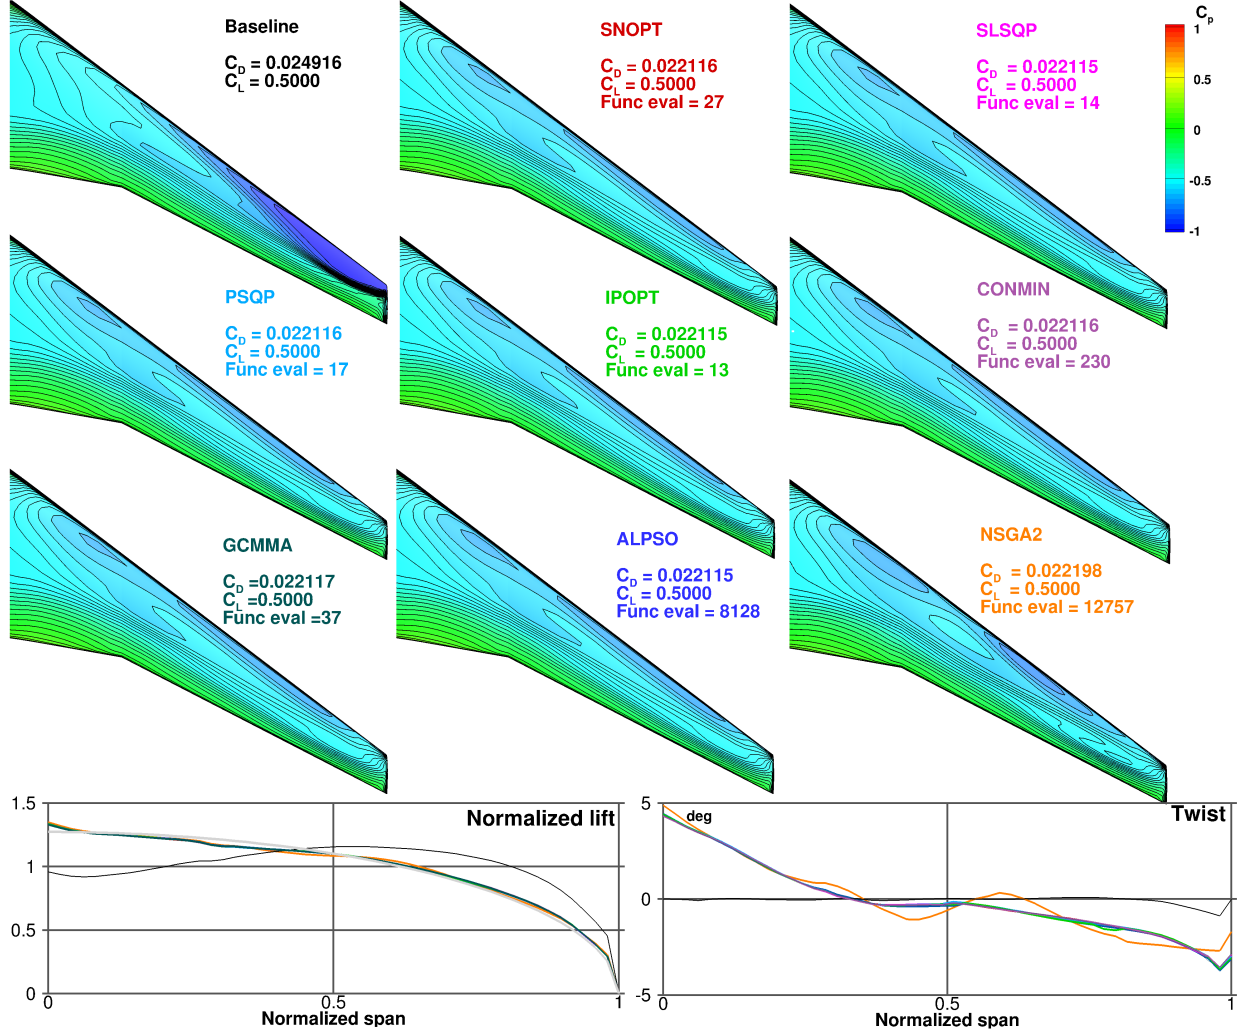 Baseline
C_D = 0.024916
C_L = 0.5000
SNOPT
C_D = 0.022116
C_L = 0.5000
Func eval = 27
SLSQP
C_D = 0.022115
C_L = 0.5000
Func eval = 14
C_p
1
0.5
0
-0.5
-1
PSQP
C_D = 0.022116
C_L = 0.5000
Func eval = 17
IPOPT
C_D = 0.022115
C_L = 0.5000
Func eval = 13
CONMIN
C_D = 0.022116
C_L = 0.5000
Func eval = 230
GCMMA
C_D =0.022117
C_L =0.5000
Func eval =37
ALPSO
C_D = 0.022115
C_L = 0.5000
Func eval = 8128
NSGA2
C_D = 0.022198
C_L = 0.5000
Func eval = 12757
Normalized lift
1.5
1
0.5
0
0
0.5
1
Normalized span
Twist
deg
5
0
-5
0
0.5
1
Normalized span